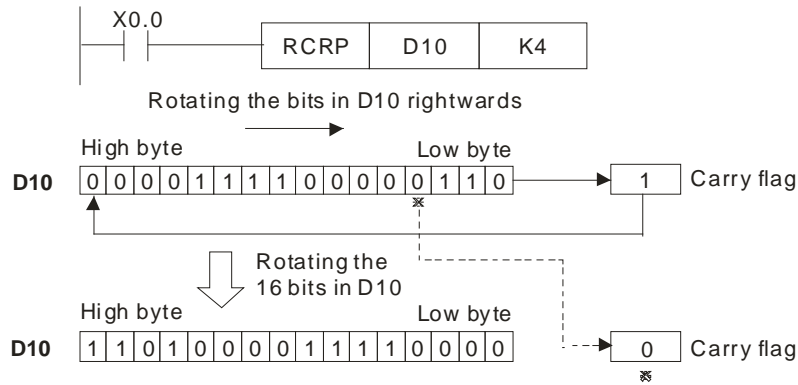 X0.0
RCRP D10 K4
Rotating the bits in D10 rightwards
High byte Low byte
D10 0 0 0 0 1 1 1 1 0 0 0 0 0 1 1 0 1 Carry flag
※
Rotating the
16 bits in D10
High byte Low byte
D10 1 1 0 1 0 0 0 0 1 1 1 1 0 0 0 0 0 Carry flag
※